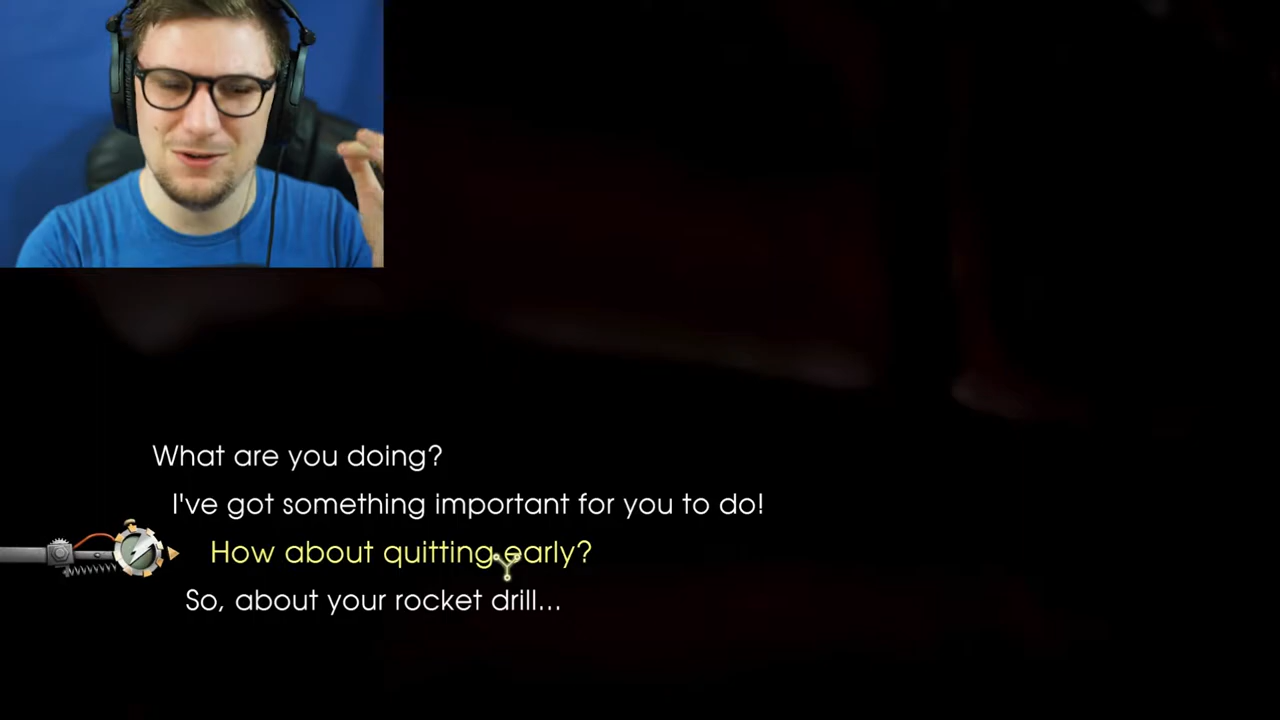 What are you doing?
I've got something important for you to do!
How about quitting early?
So, about your rocket drill...